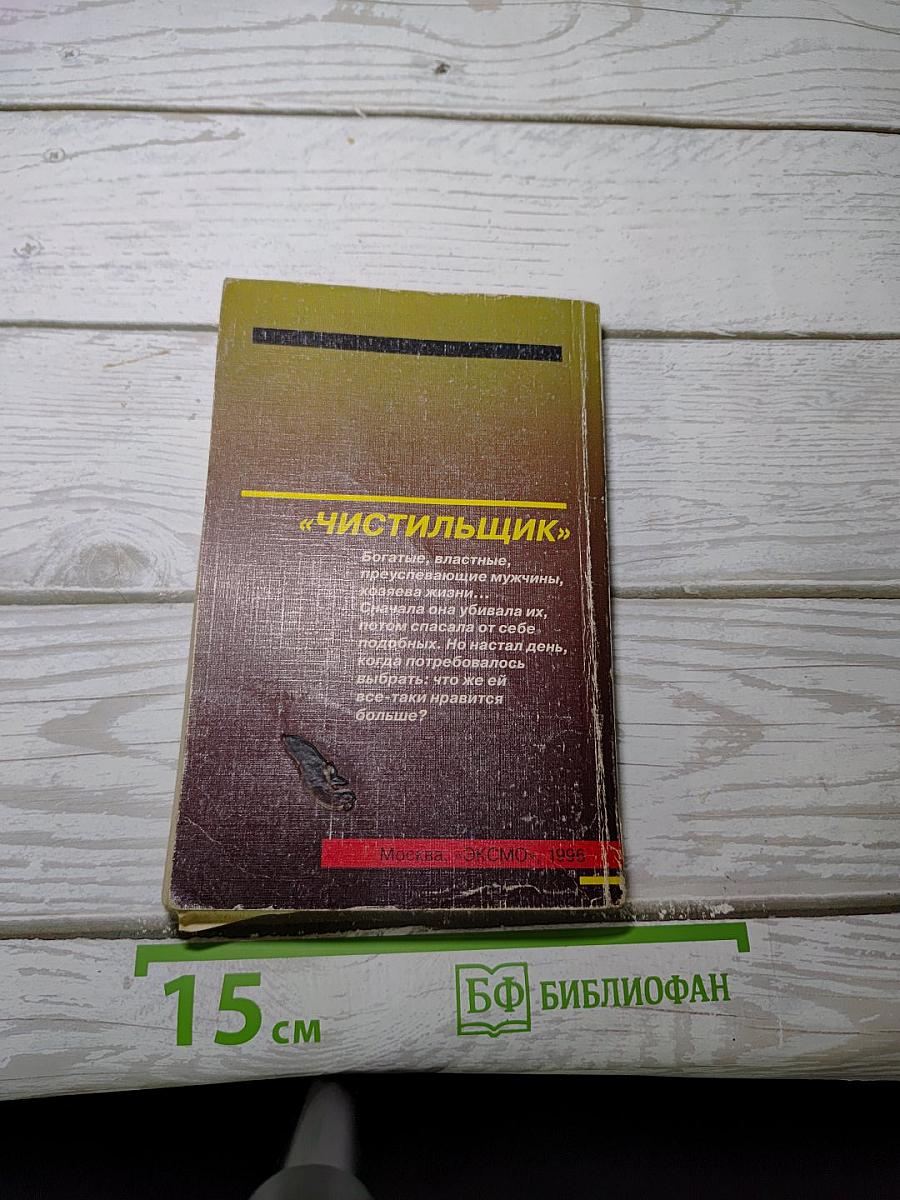 «ЧИСТИЛЬЩИК»
Богатые, властные,
преуспевающие мужчины,
хозяева жизни...
Сначала она убивала их,
потом спасала от себе
подобных. Но настал день,
когда потребовалось
выбрать: что же ей
все-таки нравится
больше?
Москва, «ЭКСМО», 1996
15 см
БФ БИБЛИОФАН